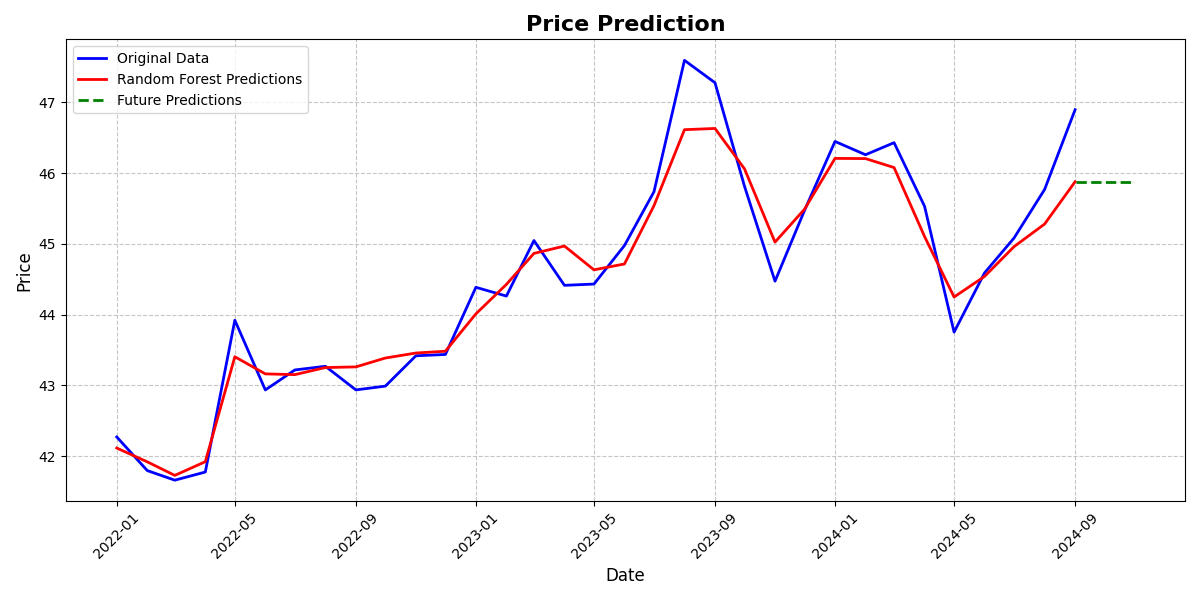 Price Prediction
Original Data
Random Forest Predictions
Future Predictions
Price
47
46
45
44
43
42
2022-01
2022-05
2022-09
2023-01
2023-05
2023-09
2024-01
2024-05
2024-09
Date